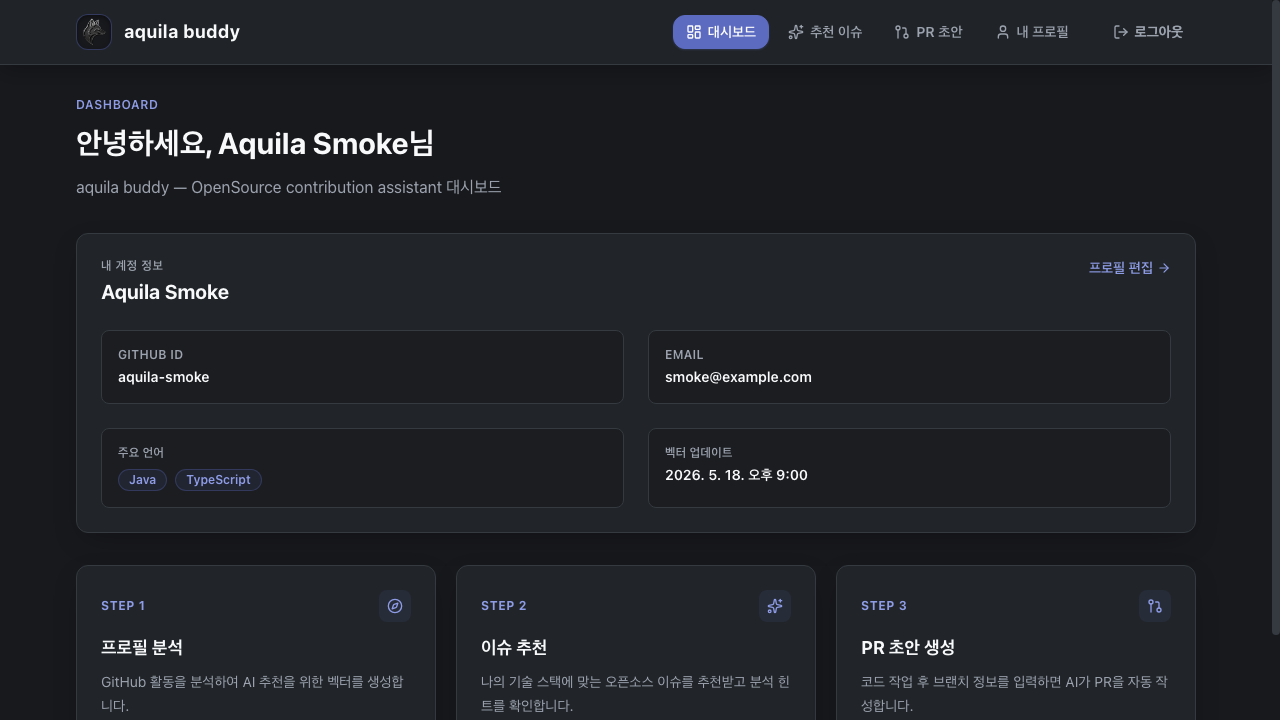 aquila buddy
대시보드
추천 이슈
PR 초안
내 프로필
로그아웃
DASHBOARD
안녕하세요, Aquila Smoke님
aquila buddy — OpenSource contribution assistant 대시보드
내 계정 정보
프로필 편집 →
Aquila Smoke
GITHUB ID
aquila-smoke
EMAIL
smoke@example.com
주요 언어
Java
TypeScript
벡터 업데이트
2026. 5. 18. 오후 9:00
STEP 1
프로필 분석
GitHub 활동을 분석하여 AI 추천을 위한 벡터를 생성합
니다.
STEP 2
이슈 추천
나의 기술 스택에 맞는 오픈소스 이슈를 추천받고 분석 힌
트를 확인합니다.
STEP 3
PR 초안 생성
코드 작업 후 브랜치 정보를 입력하면 AI가 PR을 자동 작
성합니다.